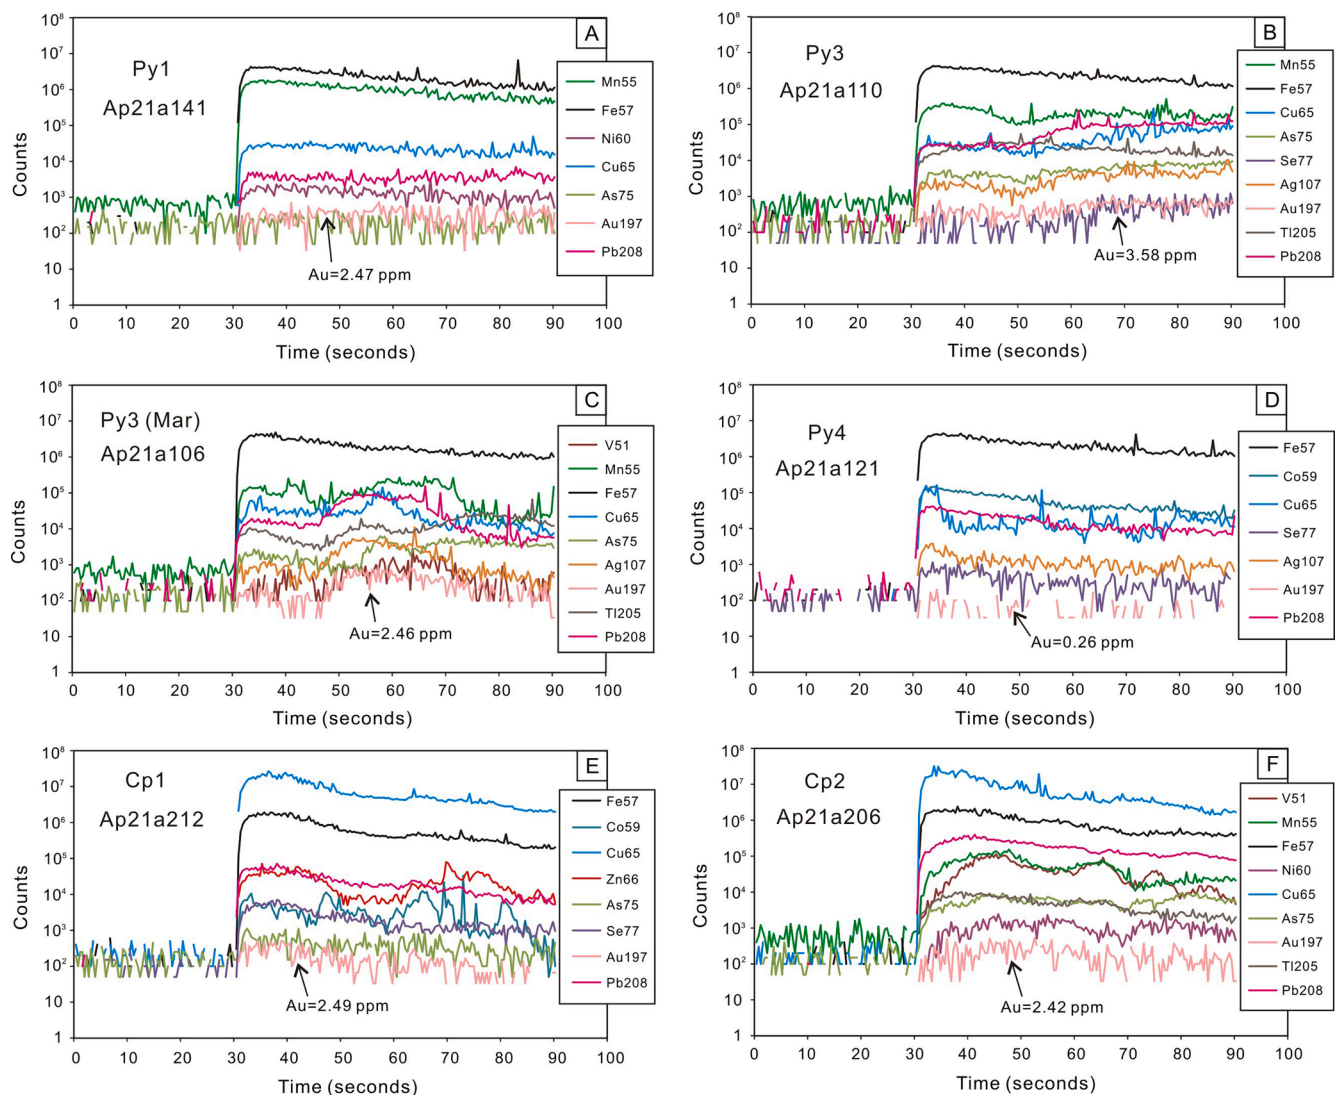 A
Py1
Ap21a141
Counts
10⁸
10⁷
10⁶
10⁵
10⁴
10³
10²
10
1
0 10 20 30 40 50 60 70 80 90 100
Time (seconds)
Au=2.47 ppm
Mn55
Fe57
Ni60
Cu65
As75
Au197
Pb208
B
Py3
Ap21a110
Counts
10⁸
10⁷
10⁶
10⁵
10⁴
10³
10²
10
1
0 10 20 30 40 50 60 70 80 90 100
Time (seconds)
Au=3.58 ppm
Mn55
Fe57
Cu65
As75
Se77
Ag107
Au197
Tl205
Pb208
C
Py3 (Mar)
Ap21a106
Counts
10⁸
10⁷
10⁶
10⁵
10⁴
10³
10²
10
1
0 10 20 30 40 50 60 70 80 90 100
Time (seconds)
Au=2.46 ppm
V51
Mn55
Fe57
Cu65
As75
Ag107
Au197
Tl205
Pb208
D
Py4
Ap21a121
Counts
10⁸
10⁷
10⁶
10⁵
10⁴
10³
10²
10
1
0 10 20 30 40 50 60 70 80 90 100
Time (seconds)
Au=0.26 ppm
Fe57
Co59
Cu65
Se77
Ag107
Au197
Pb208
E
Cp1
Ap21a212
Counts
10⁸
10⁷
10⁶
10⁵
10⁴
10³
10²
10
1
0 10 20 30 40 50 60 70 80 90 100
Time (seconds)
Au=2.49 ppm
Fe57
Co59
Cu65
Zn66
As75
Se77
Au197
Pb208
F
Cp2
Ap21a206
Counts
10⁸
10⁷
10⁶
10⁵
10⁴
10³
10²
10
1
0 10 20 30 40 50 60 70 80 90 100
Time (seconds)
Au=2.42 ppm
V51
Mn55
Fe57
Ni60
Cu65
As75
Au197
Tl205
Pb208